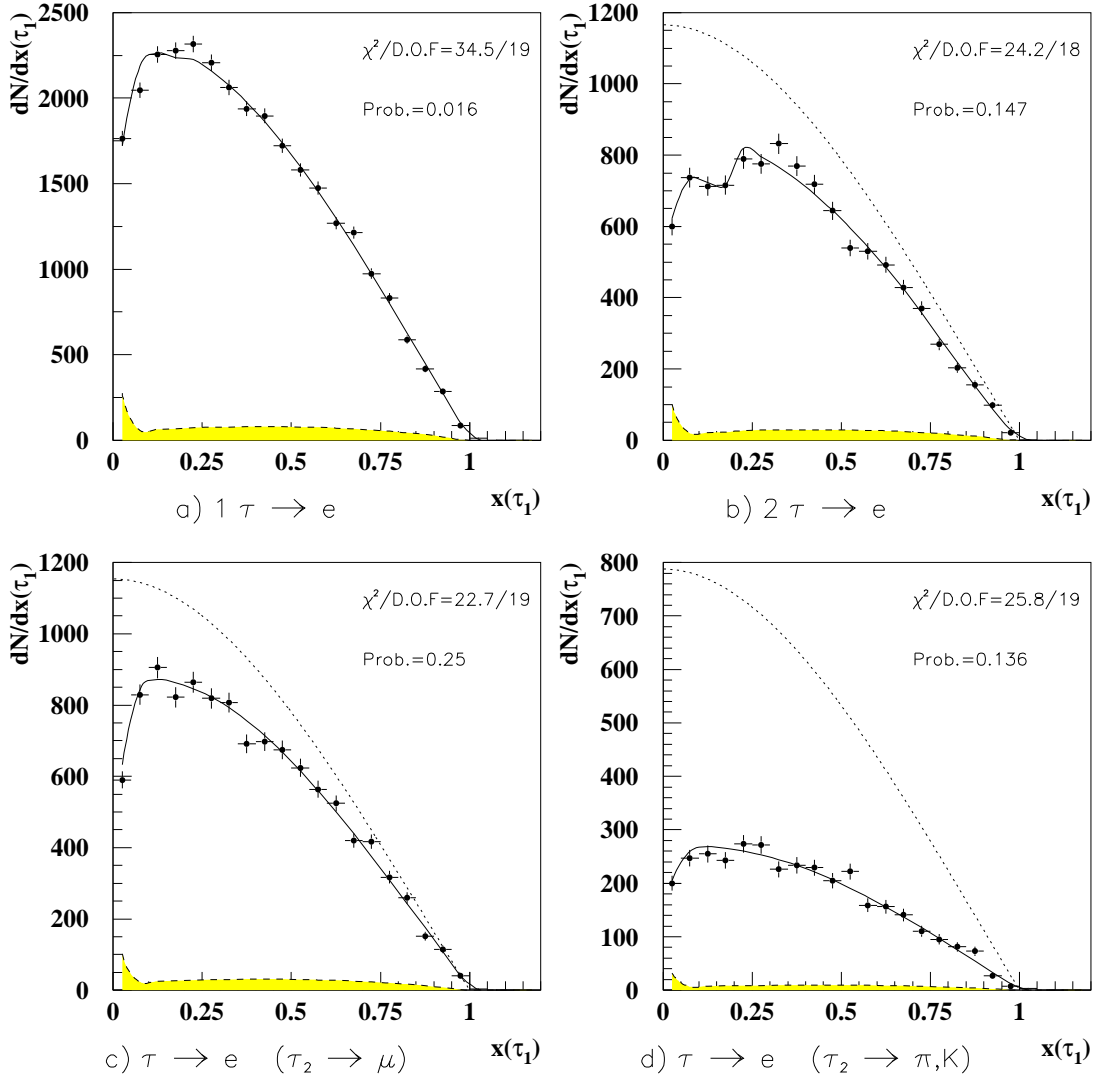 dN/dx(τ₁)
2500
2000
1500
1000
500
0
χ²/D.O.F=34.5/19
Prob.=0.016
0 0.25 0.5 0.75 1
x(τ₁)
a) 1 τ → e
dN/dx(τ₁)
1200
1000
800
600
400
200
0
χ²/D.O.F=24.2/18
Prob.=0.147
0 0.25 0.5 0.75 1
x(τ₁)
b) 2 τ → e
dN/dx(τ₁)
1200
1000
800
600
400
200
0
χ²/D.O.F=22.7/19
Prob.=0.25
0 0.25 0.5 0.75 1
x(τ₁)
c) τ → e (τ₂ → μ)
dN/dx(τ₁)
800
700
600
500
400
300
200
100
0
χ²/D.O.F=25.8/19
Prob.=0.136
0 0.25 0.5 0.75 1
x(τ₁)
d) τ → e (τ₂ → π,K)